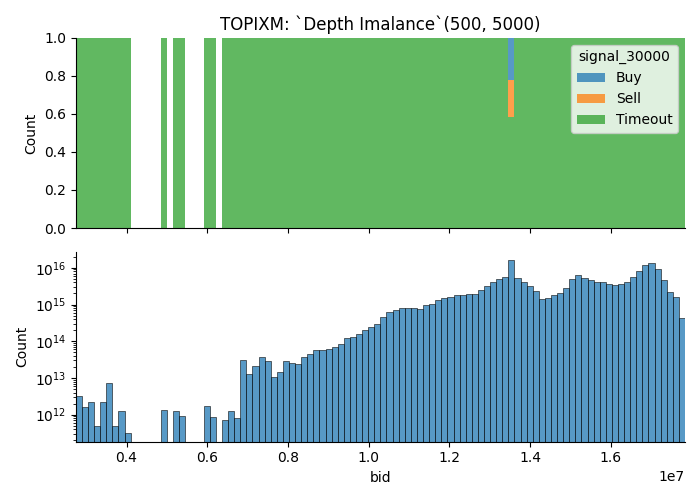 TOPIXM: `Depth Imalance`(500, 5000)
1.0
0.8
0.6
0.4
0.2
0.0
Count
signal_30000
Buy
Sell
Timeout
10^16
10^15
10^14
10^13
10^12
Count
0.4 0.6 0.8 1.0 1.2 1.4 1.6
1e7
bid